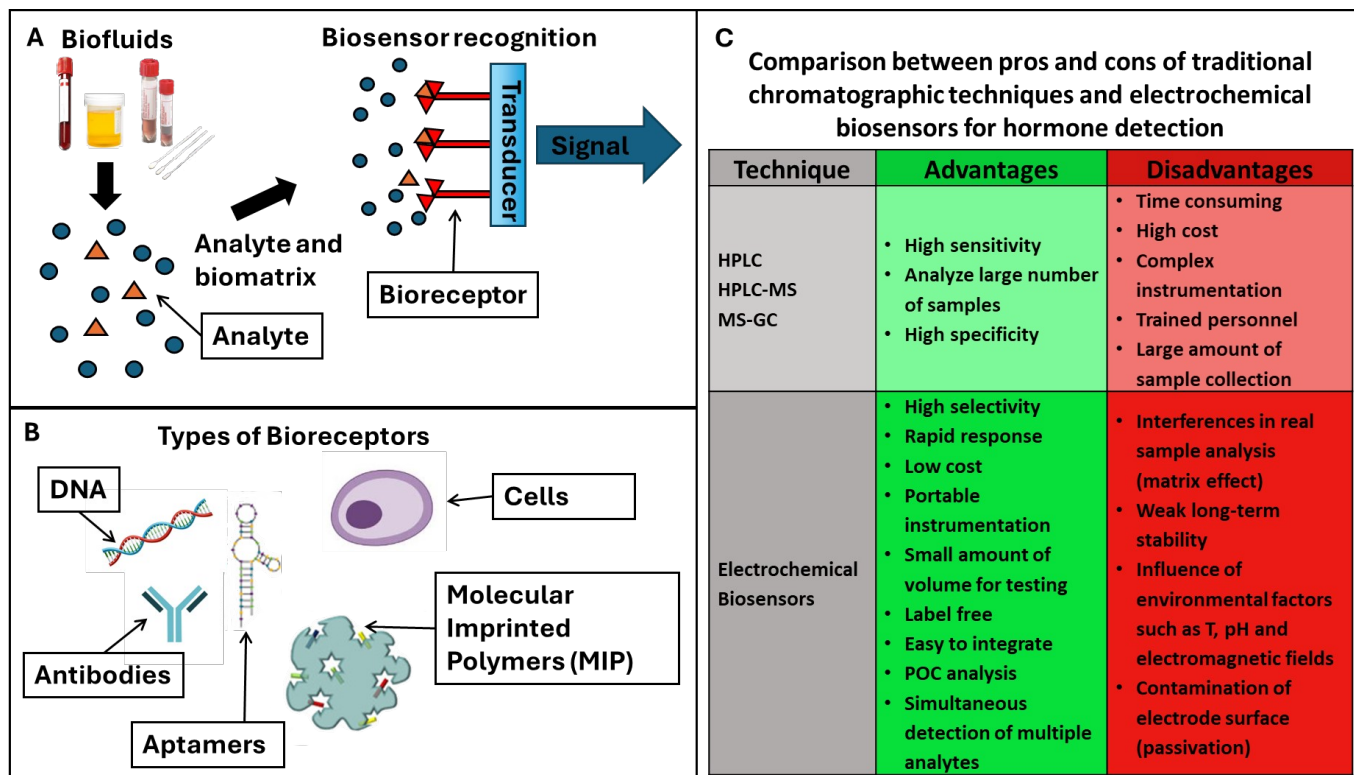 A
Biofluids
Biosensor recognition
Transducer
Signal
Analyte and
biomatrix
Bioreceptor
Analyte
B
Types of Bioreceptors
DNA
Cells
Molecular
Imprinted
Polymers (MIP)
Antibodies
Aptamers
C
Comparison between pros and cons of traditional
chromatographic techniques and electrochemical
biosensors for hormone detection
Technique
Advantages
Disadvantages
HPLC
HPLC-MS
MS-GC
• High sensitivity
• Analyze large number
of samples
• High specificity
• Time consuming
• High cost
• Complex
instrumentation
• Trained personnel
• Large amount of
sample collection
Electrochemical
Biosensors
• High selectivity
• Rapid response
• Low cost
• Portable
instrumentation
• Small amount of
volume for testing
• Label free
• Easy to integrate
• POC analysis
• Simultaneous
detection of multiple
analytes
• Interferences in real
sample analysis
(matrix effect)
• Weak long-term
stability
• Influence of
environmental factors
such as T, pH and
electromagnetic fields
• Contamination of
electrode surface
(passivation)